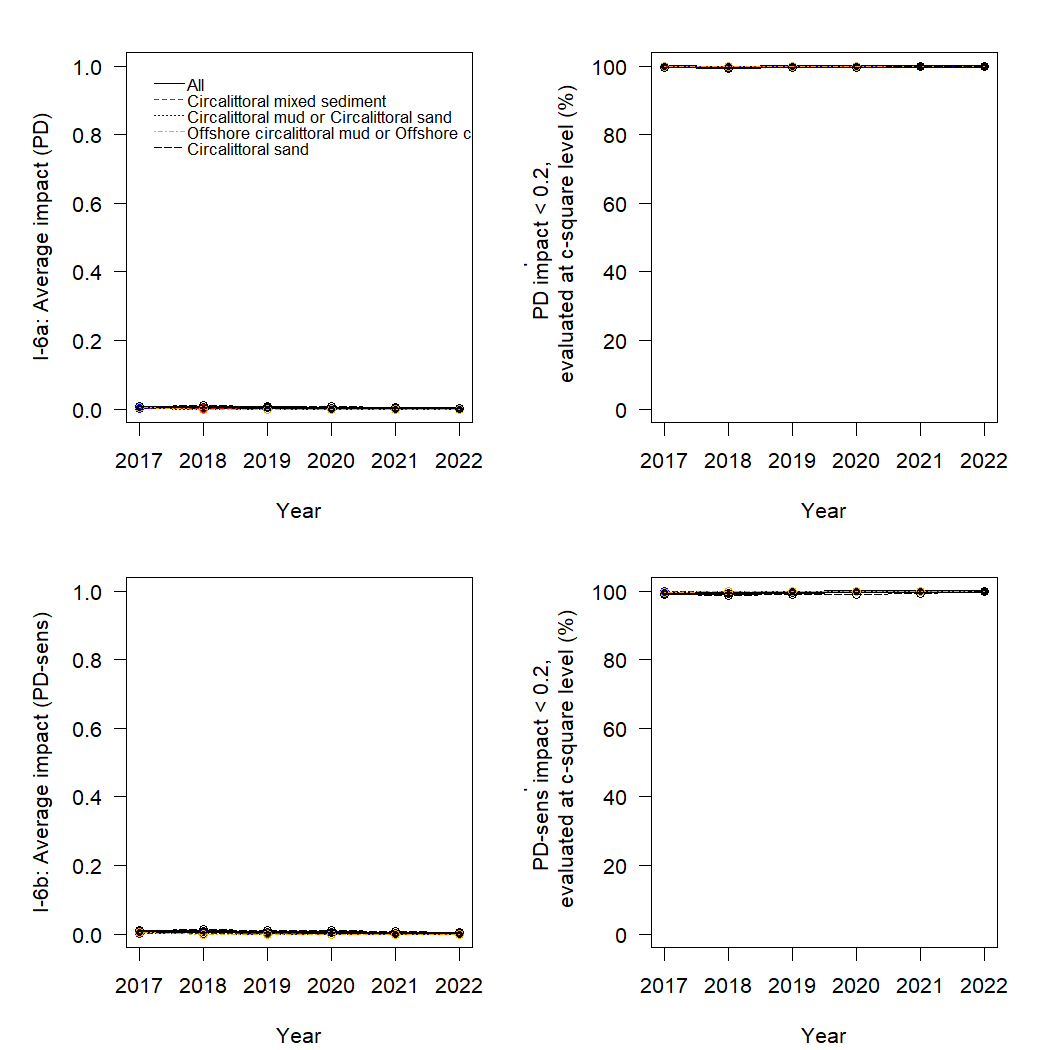 I-6a: Average impact (PD)
1.0
0.8
0.6
0.4
0.2
0.0
All
Circalittoral mixed sediment
Circalittoral mud or Circalittoral sand
Offshore circalittoral mud or Offshore c
Circalittoral sand
2017 2018 2019 2020 2021 2022
Year
PD impact < 0.2,
evaluated at c-square level (%)
100
80
60
40
20
0
2017 2018 2019 2020 2021 2022
Year
I-6b: Average impact (PD-sens)
1.0
0.8
0.6
0.4
0.2
0.0
2017 2018 2019 2020 2021 2022
Year
PD-sens impact < 0.2,
evaluated at c-square level (%)
100
80
60
40
20
0
2017 2018 2019 2020 2021 2022
Year